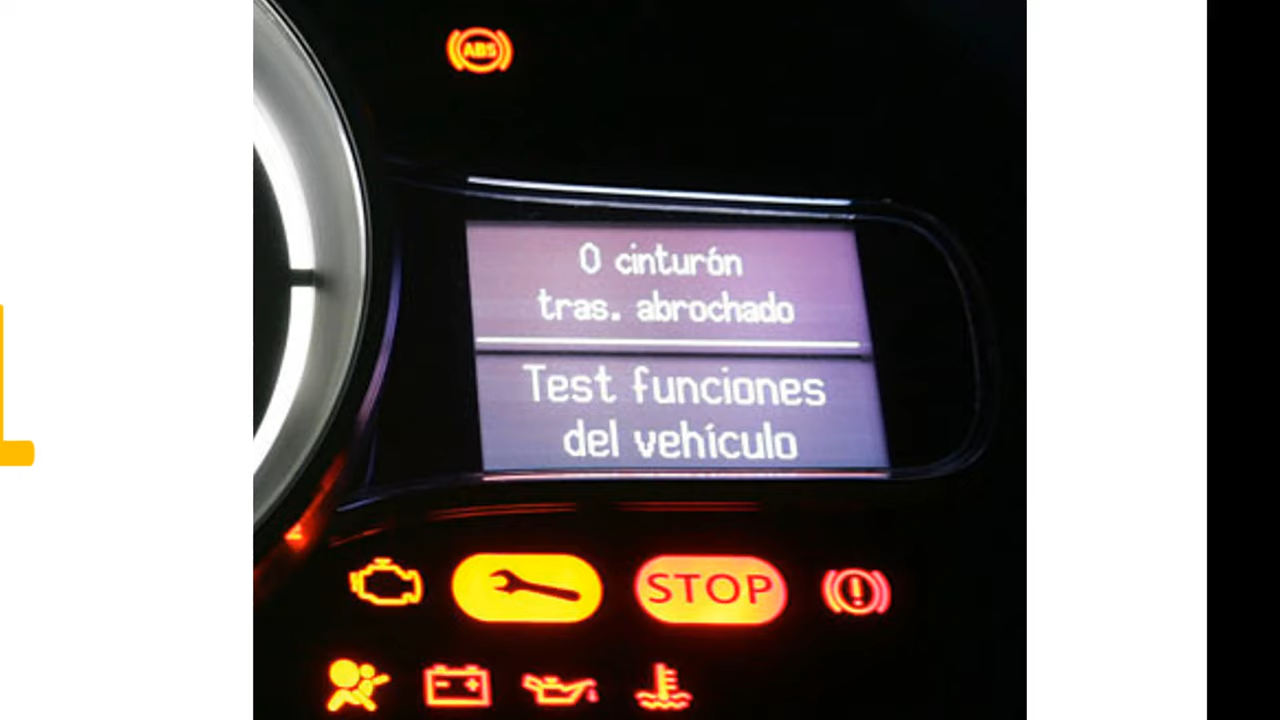 ABS
0 cinturón
tras. abrochado
Test funciones
del vehículo
STOP